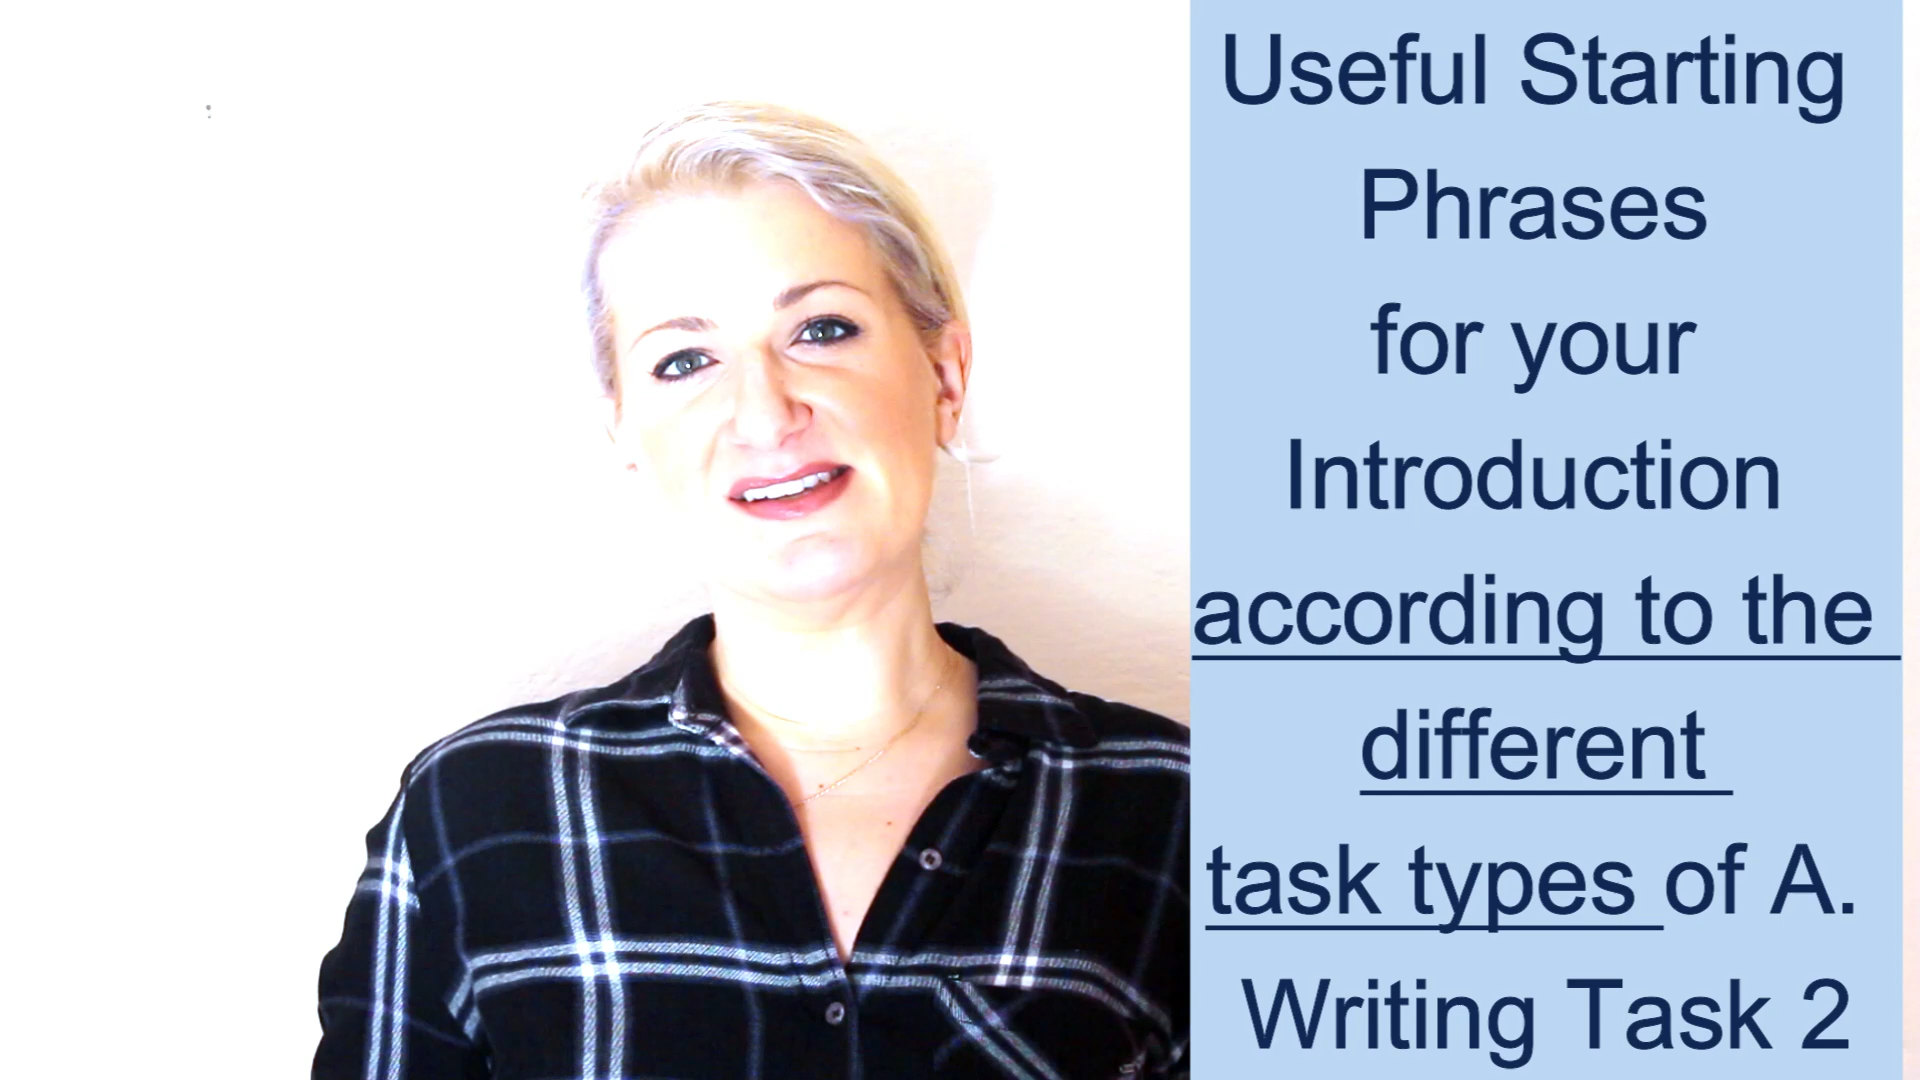 Useful Starting
Phrases
for your
Introduction
according to the
different
task types of A.
Writing Task 2